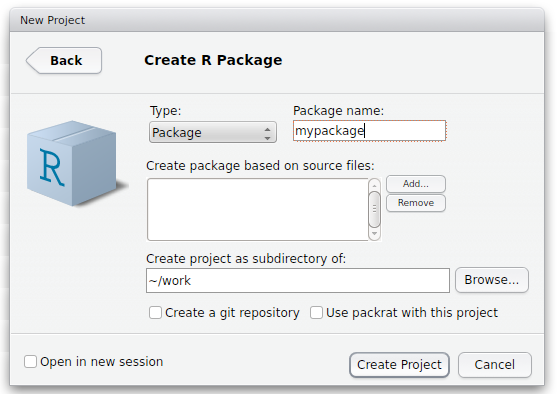 New Project
Back
Create R Package
Type:
Package name:
Package
mypackage
R
Create package based on source files:
Add...
Remove
Create project as subdirectory of:
~/work
Browse...
Create a git repository
Use packrat with this project
Open in new session
Create Project
Cancel